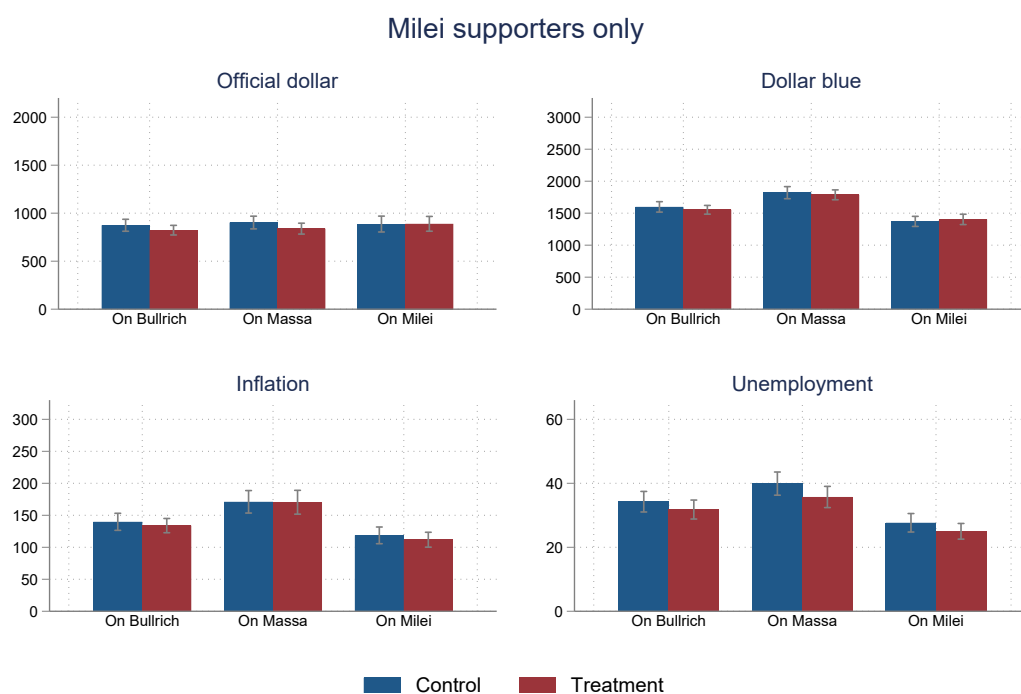 Milei supporters only
Official dollar
2000
1500
1000
500
0
On Bullrich
On Massa
On Milei
Dollar blue
3000
2500
2000
1500
1000
500
0
On Bullrich
On Massa
On Milei
Inflation
300
250
200
150
100
50
0
On Bullrich
On Massa
On Milei
Unemployment
60
40
20
0
On Bullrich
On Massa
On Milei
Control
Treatment